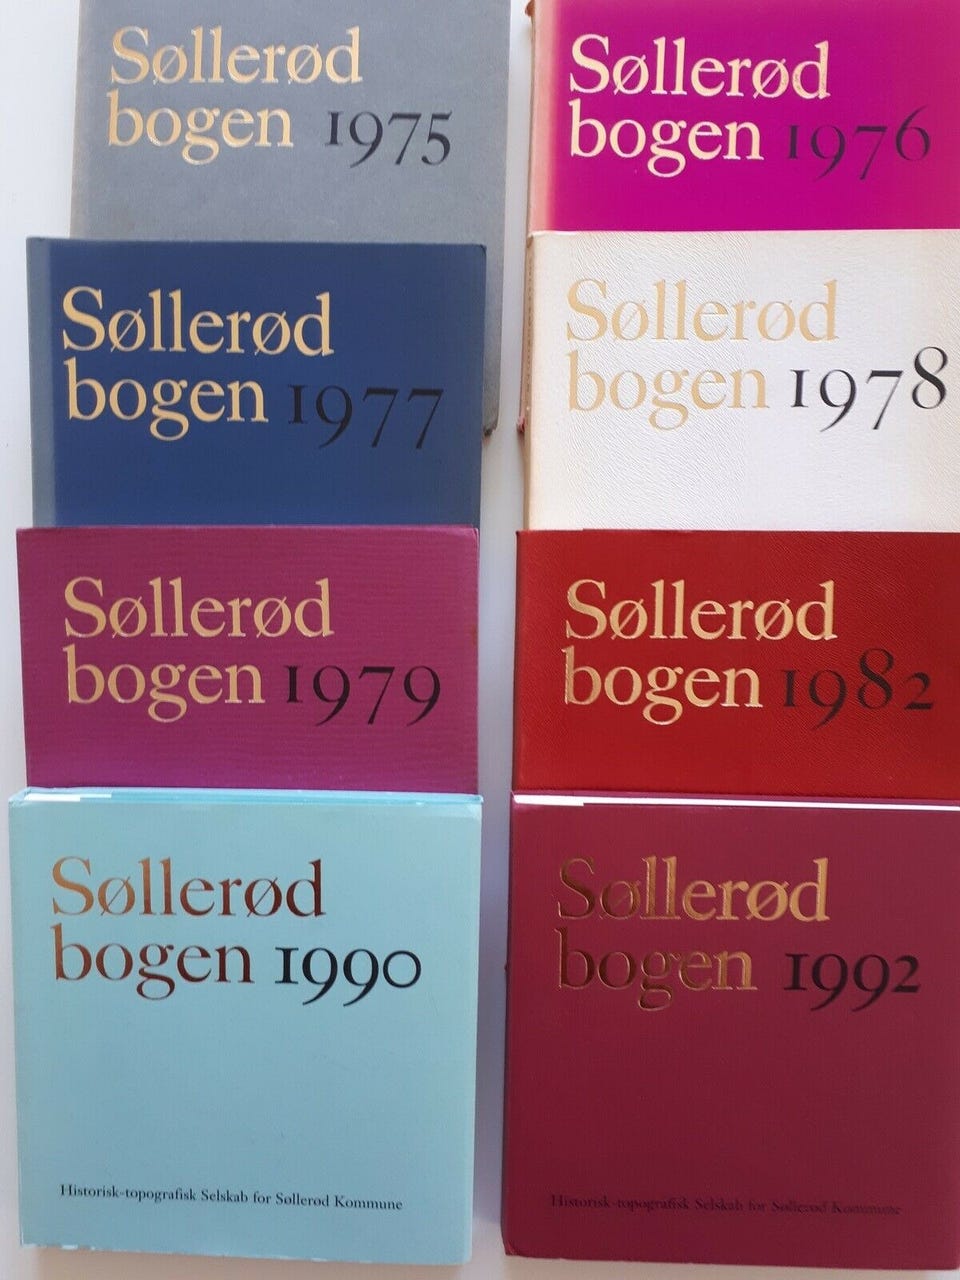 Søllerød
bogen 1975
Søllerød
bogen 1976
Søllerød
bogen 1977
Søllerød
bogen 1978
Søllerød
bogen 1979
Søllerød
bogen 1982
Søllerød
bogen 1990
Historisk-topografisk Selskab for Søllerød Kommune
Søllerød
bogen 1992
Historisk-topografisk Selskab for Søllerød Kommune